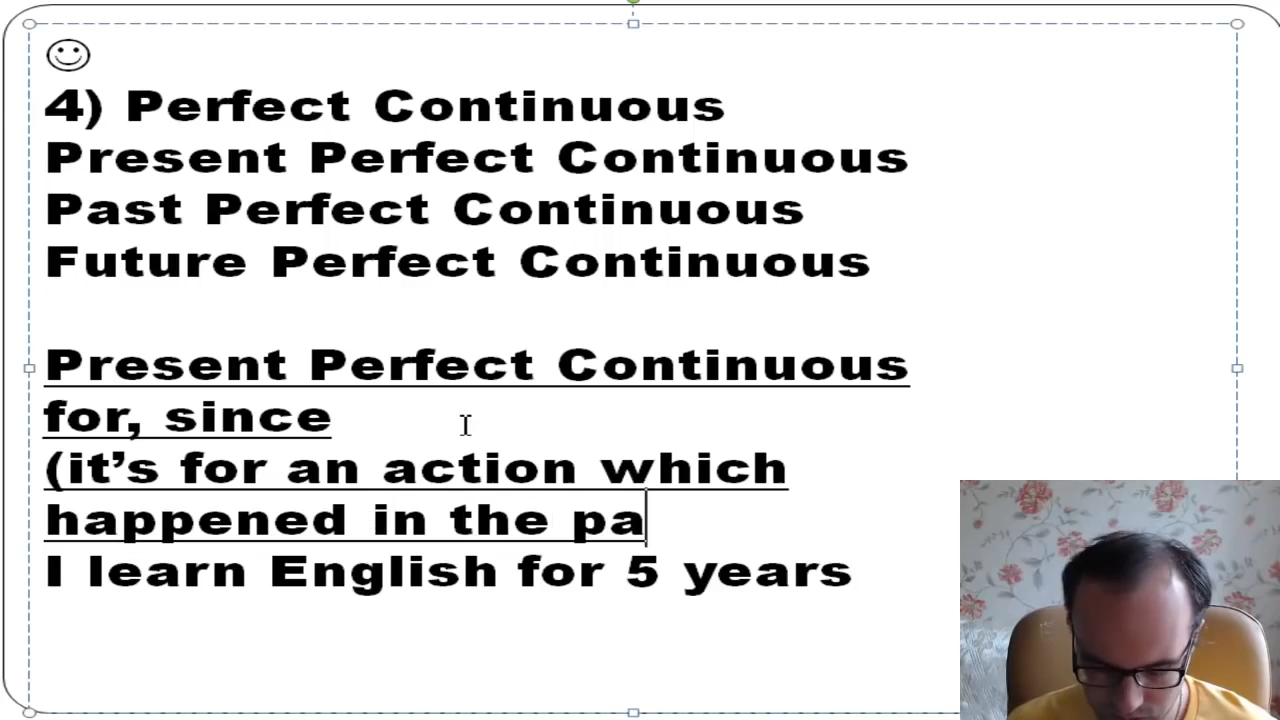 4) Perfect Continuous
Present Perfect Continuous
Past Perfect Continuous
Future Perfect Continuous
Present Perfect Continuous
for, since
(it’s for an action which
happened in the pa
I learn English for 5 years